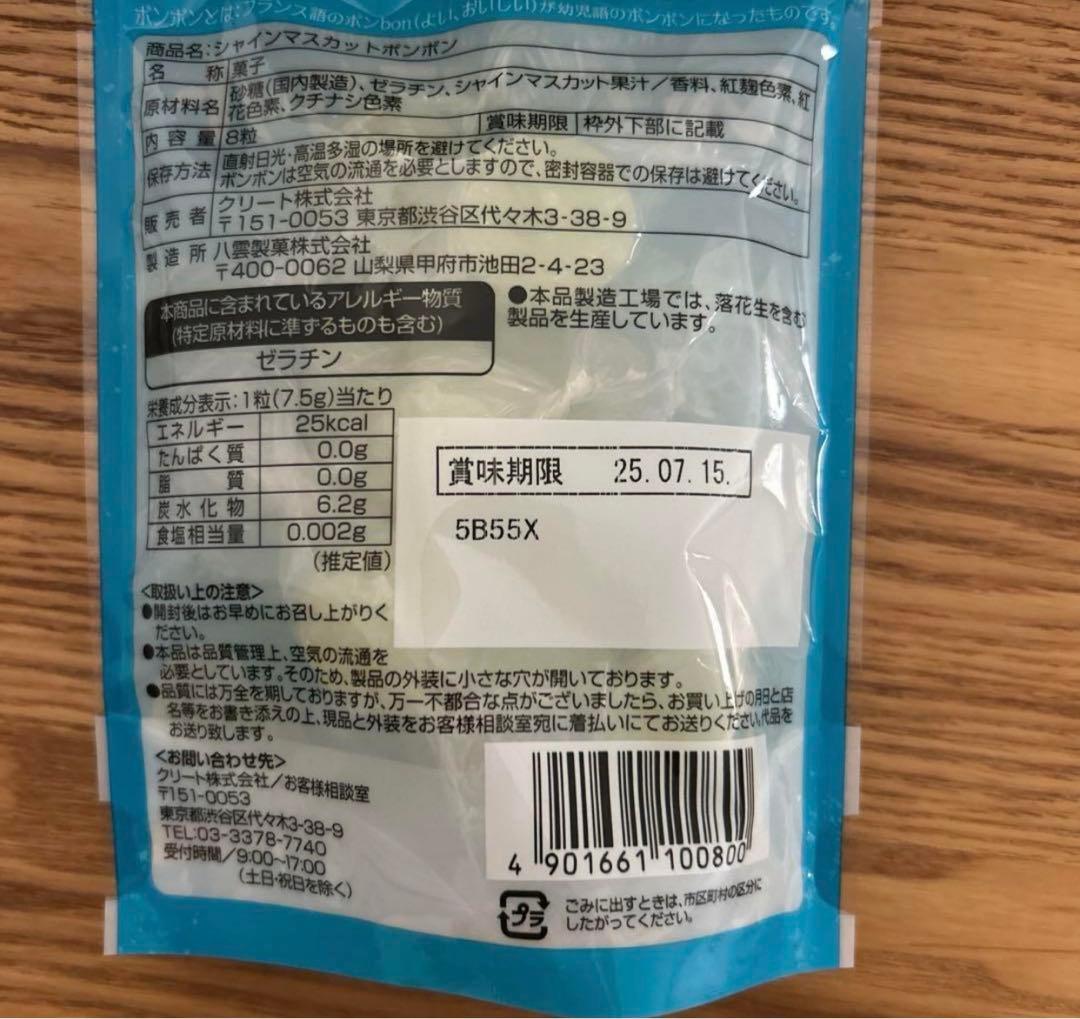 ボンボンとは、フランス語のボンbon(よい、おいしい)が幼児語のボンボンになったものです。
商品名:シャインマスカットボンボン
名 称 菓子
原材料名 砂糖(国内製造)、ゼラチン、シャインマスカット果汁/香料、紅麹色素、紅
花色素、クチナシ色素
内容量 8粒 賞味期限 枠外下部に記載
保存方法 直射日光・高温多湿の場所を避けてください。
ボンボンは空気の流通を必要としますので、密封容器での保存は避けてください。
販売者 クリート株式会社
〒151-0053 東京都渋谷区代々木3-38-9
製造所 八雲製菓株式会社
〒400-0062 山梨県甲府市池田2-4-23
本商品に含まれているアレルギー物質
(特定原材料に準ずるものも含む)
ゼラチン
●本品製造工場では、落花生を含む
製品を生産しています。
栄養成分表示:1粒(7.5g)当たり
エネルギー 25kcal
たんぱく質 0.0g
脂 質 0.0g
炭水化物 6.2g
食塩相当量 0.002g
(推定値)
賞味期限 25.07.15.
5B55X
<取扱い上の注意>
●開封後はお早めにお召し上がりく
ださい。
●本品は品質管理上、空気の流通を
必要としています。そのため、製品の外装に小さな穴が開いております。
●品質には万全を期しておりますが、万一不都合な点がございましたら、お買い上げの月日と店
名等をお書き添えの上、現品と外装をお客様相談室宛に着払いにてお送りください。代品を
お送り致します。
<お問い合わせ先>
クリート株式会社/お客様相談室
〒151-0053
東京都渋谷区代々木3-38-9
TEL:03-3378-7740
受付時間/9:00~17:00
(土日・祝日を除く)
4 901661 100800
プラ
ごみに出すときは、市区町村の区分に
したがってください。